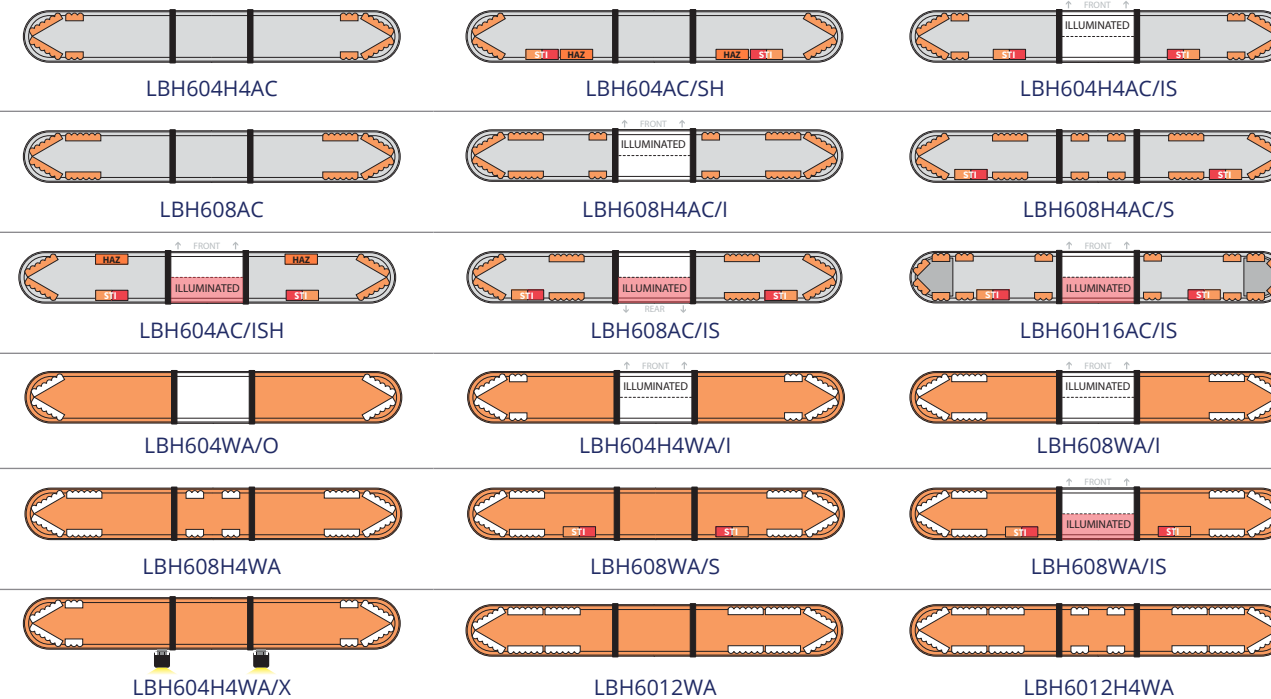 STI HAZ HAZ STI
↑ FRONT ↑
ILLUMINATED
STI STI
LBH604H4AC LBH604AC/SH LBH604H4AC/IS
↑ FRONT ↑
ILLUMINATED
STI STI
LBH608AC LBH608H4AC/I LBH608H4AC/S
↑ FRONT ↑
HAZ HAZ
STI ILLUMINATED STI
STI ILLUMINATED STI
↓ REAR ↓
↑ FRONT ↑
STI ILLUMINATED STI
LBH604AC/ISH LBH608AC/IS LBH60H16AC/IS
↑ FRONT ↑
ILLUMINATED
↑ FRONT ↑
ILLUMINATED
LBH604WA/O LBH604H4WA/I LBH608WA/I
STI STI
↑ FRONT ↑
STI ILLUMINATED STI
LBH608H4WA LBH608WA/S LBH608WA/IS
LBH604H4WA/X LBH6012WA LBH6012H4WA